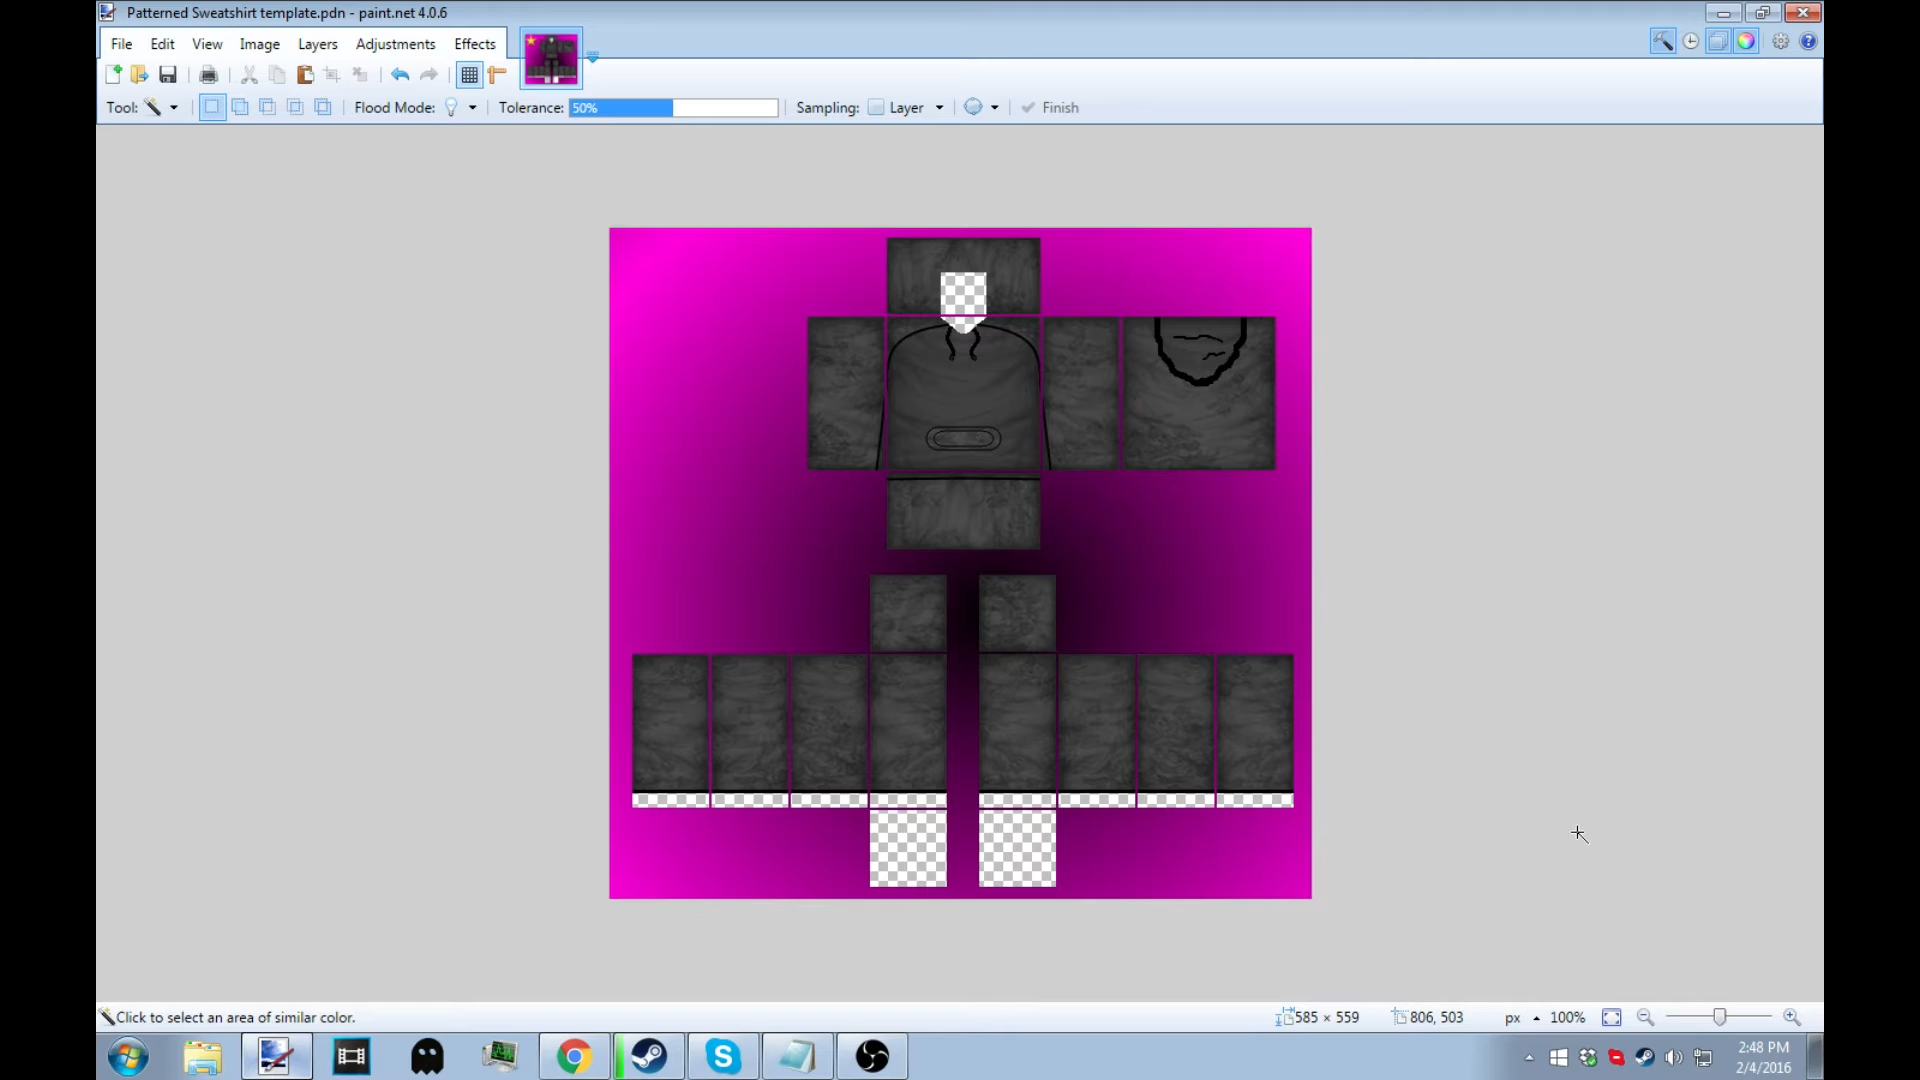 Patterned Sweatshirt template.pdn - paint.net 4.0.6
File Edit View Image Layers Adjustments Effects
Tool: Flood Mode: Tolerance: 50% Sampling: Layer Finish
Click to select an area of similar color. 585 × 559 806, 503 px 100%
2:48 PM
2/4/2016